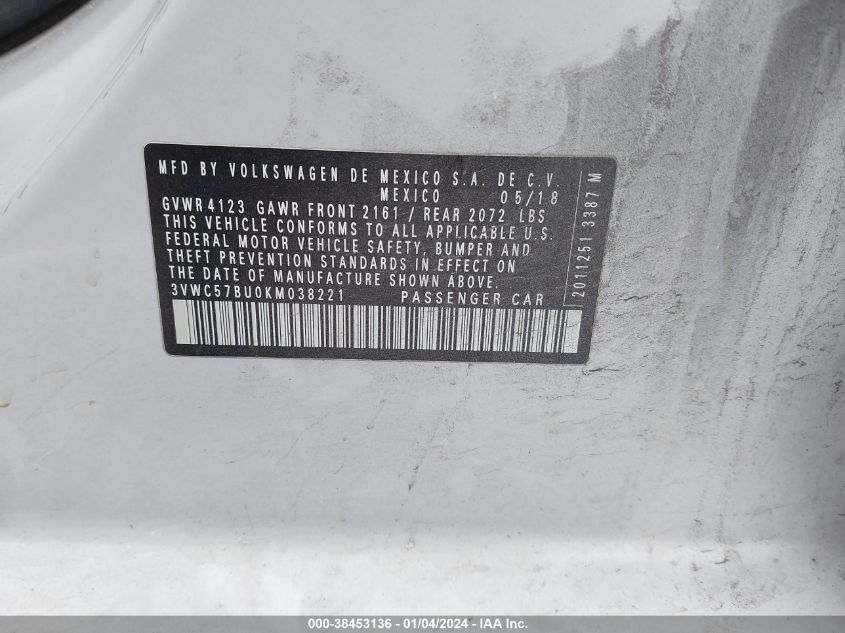 MFD BY VOLKSWAGEN DE MEXICO S.A. DE C.V.
MEXICO 05/18
GVWR 4123 GAWR FRONT 2161 / REAR 2072 LBS
THIS VEHICLE CONFORMS TO ALL APPLICABLE U.S.
FEDERAL MOTOR VEHICLE SAFETY, BUMPER AND
THEFT PREVENTION STANDARDS IN EFFECT ON
THE DATE OF MANUFACTURE SHOWN ABOVE.
3VWC57BU0KM038221 PASSENGER CAR
2011251 3387 M
000-38453136 - 01/04/2024 - IAA Inc.